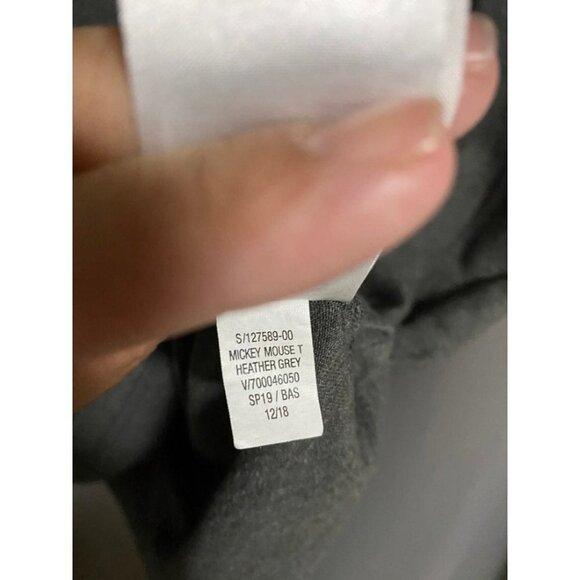 S/127589-00
MICKEY MOUSE T
HEATHER GREY
V/700046050
SP19 / BAS
12/18